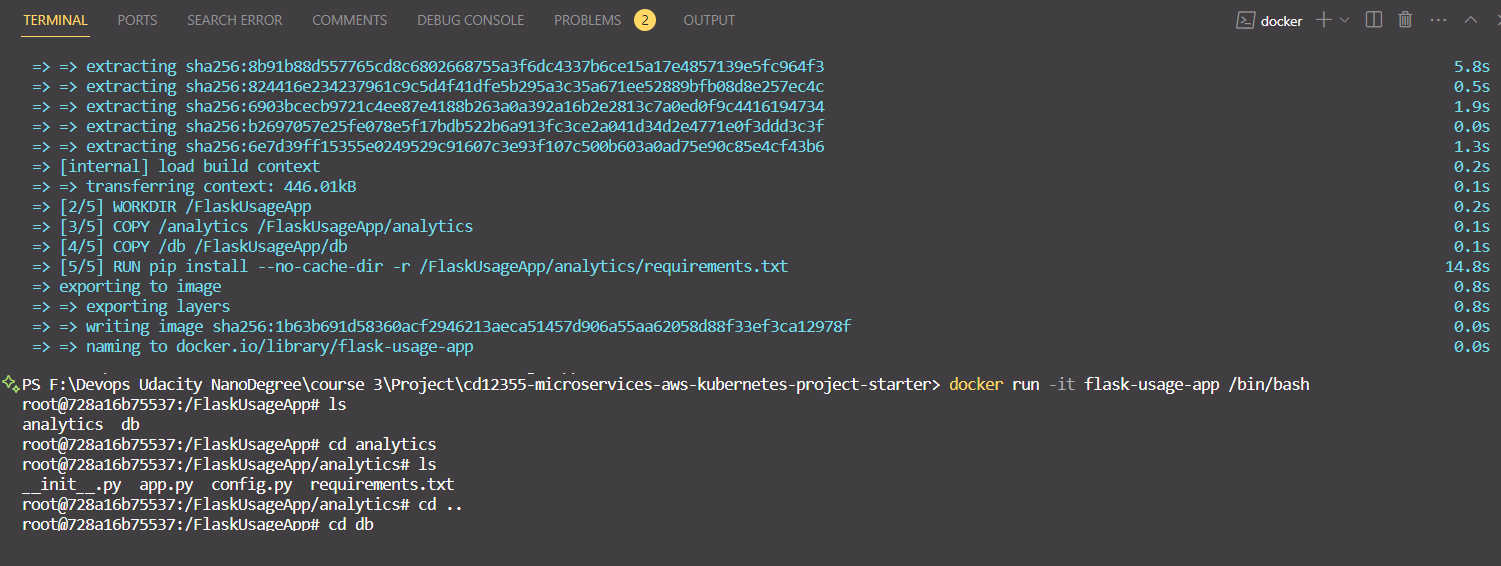 TERMINAL PORTS SEARCH ERROR COMMENTS DEBUG CONSOLE PROBLEMS 2 OUTPUT docker
=> => extracting sha256:8b91b88d557765cd8c6802668755a3f6dc4337b6ce15a17e4857139e5fc964f3 5.8s
=> => extracting sha256:824416e234237961c9c5d4f41dfe5b295a3c35a671ee52889bfb08d8e257ec4c 0.5s
=> => extracting sha256:6903bcecb9721c4ee87e4188b263a0a392a16b2e2813c7a0ed0f9c4416194734 1.9s
=> => extracting sha256:b2697057e25fe078e5f17bdb522b6a913fc3ce2a041d34d2e4771e0f3ddd3c3f 0.0s
=> => extracting sha256:6e7d39ff15355e0249529c91607c3e93f107c500b603a0ad75e90c85e4cf43b6 1.3s
=> [internal] load build context 0.2s
=> => transferring context: 446.01kB 0.1s
=> [2/5] WORKDIR /FlaskUsageApp 0.2s
=> [3/5] COPY /analytics /FlaskUsageApp/analytics 0.1s
=> [4/5] COPY /db /FlaskUsageApp/db 0.1s
=> [5/5] RUN pip install --no-cache-dir -r /FlaskUsageApp/analytics/requirements.txt 14.8s
=> exporting to image 0.8s
=> => exporting layers 0.8s
=> => writing image sha256:1b63b691d58360acf2946213aeca51457d906a55aa62058d88f33ef3ca12978f 0.0s
=> => naming to docker.io/library/flask-usage-app 0.0s
PS F:\Devops Udacity NanoDegree\course 3\Project\cd12355-microservices-aws-kubernetes-project-starter> docker run -it flask-usage-app /bin/bash
root@728a16b75537:/FlaskUsageApp# ls
analytics db
root@728a16b75537:/FlaskUsageApp# cd analytics
root@728a16b75537:/FlaskUsageApp/analytics# ls
__init__.py app.py config.py requirements.txt
root@728a16b75537:/FlaskUsageApp/analytics# cd ..
root@728a16b75537:/FlaskUsageApp# cd db